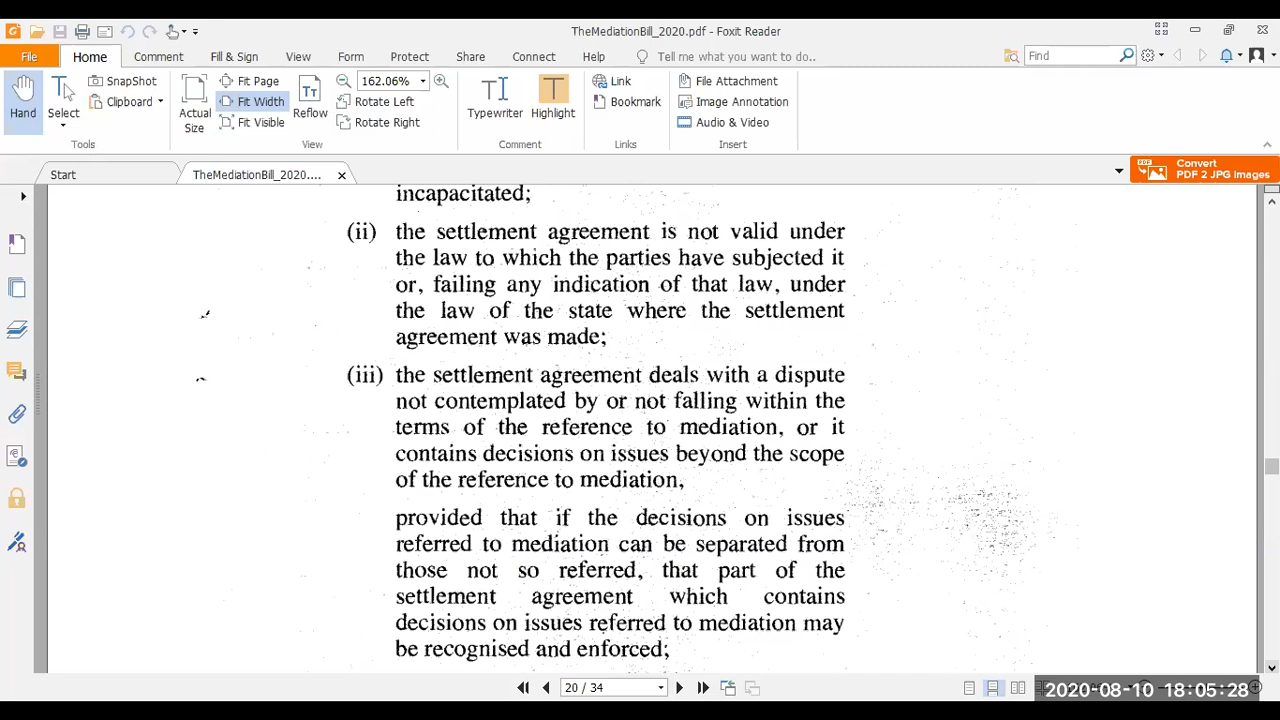 TheMediationBill_2020.pdf - Foxit Reader
File Home Comment Fill & Sign View Form Protect Share Connect Help Tell me what you want to do.. Find
Hand
Select
SnapShot
Clipboard
Tools
Actual Size
Fit Page
Fit Width
Fit Visible
Reflow
162.06%
Rotate Left
Rotate Right
View
Typewriter
Highlight
Comment
Link
Bookmark
Links
File Attachment
Image Annotation
Audio & Video
Insert
Start
TheMediationBill_2020....
Convert
PDF 2 JPG Images
incapacitated;
(ii) the settlement agreement is not valid under
the law to which the parties have subjected it
or, failing any indication of that law, under
the law of the state where the settlement
agreement was made;
(iii) the settlement agreement deals with a dispute
not contemplated by or not falling within the
terms of the reference to mediation, or it
contains decisions on issues beyond the scope
of the reference to mediation,
provided that if the decisions on issues
referred to mediation can be separated from
those not so referred, that part of the
settlement agreement which contains
decisions on issues referred to mediation may
be recognised and enforced;
20 / 34
2020-08-10 18:05:28